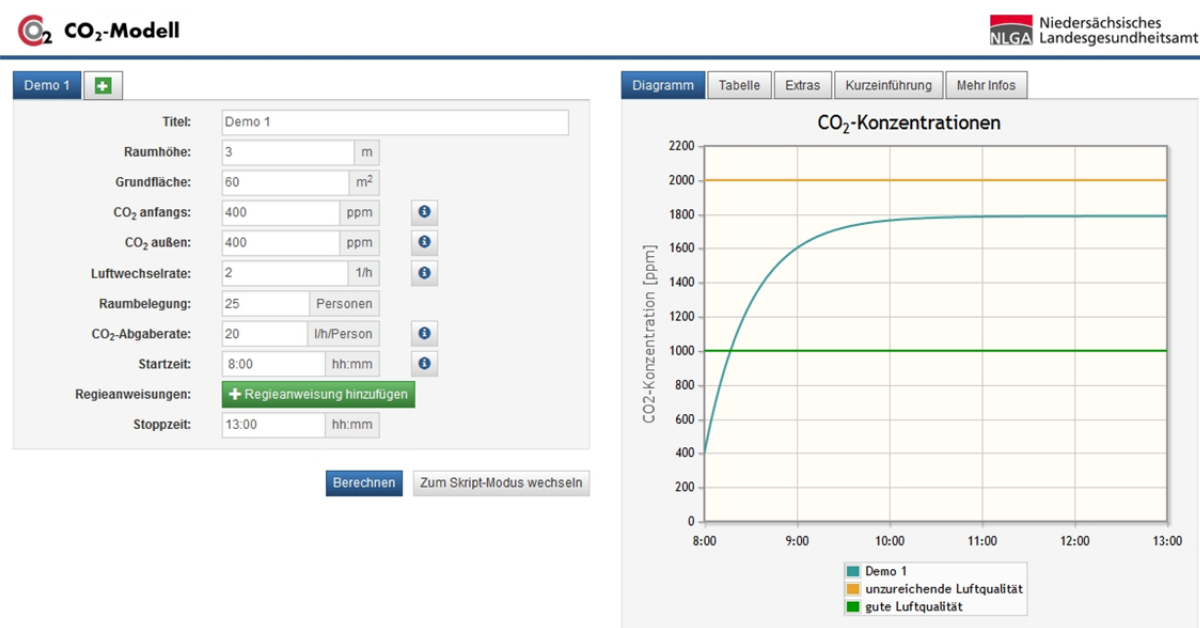 CO₂ CO₂-Modell
NLGA Niedersächsisches
Landesgesundheitsamt
Demo 1
Titel: Demo 1
Raumhöhe: 3 m
Grundfläche: 60 m²
CO₂ anfangs: 400 ppm
CO₂ außen: 400 ppm
Luftwechselrate: 2 1/h
Raumbelegung: 25 Personen
CO₂-Abgaberate: 20 l/h/Person
Startzeit: 8:00 hh:mm
Regieanweisungen: Regieanweisung hinzufügen
Stoppzeit: 13:00 hh:mm
Berechnen Zum Skript-Modus wechseln
Diagramm Tabelle Extras Kurzeinführung Mehr Infos
CO₂-Konzentrationen
CO2-Konzentration [ppm]
2200
2000
1800
1600
1400
1200
1000
800
600
400
200
0
8:00 9:00 10:00 11:00 12:00 13:00
Demo 1
unzureichende Luftqualität
gute Luftqualität